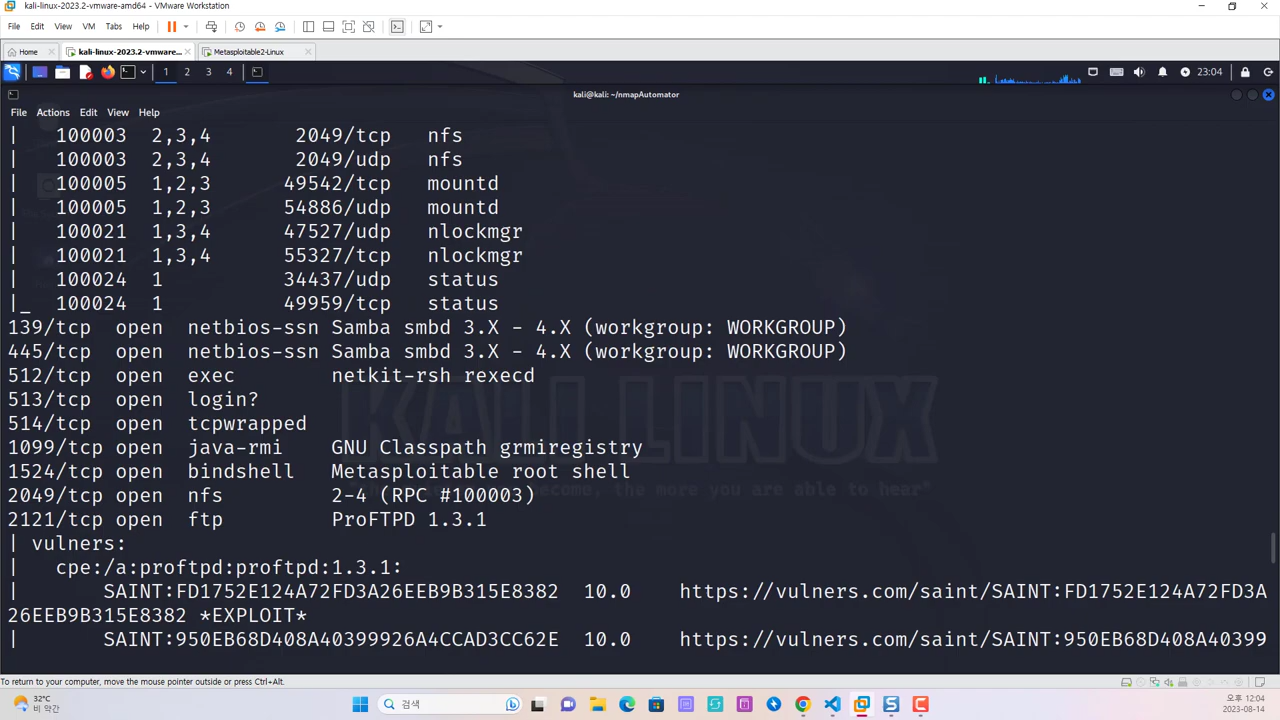 kali-linux-2023.2-vmware-amd64 - VMware Workstation
File Edit View VM Tabs Help
Home kali-linux-2023.2-vmware... Metasploitable2-Linux
1 2 3 4 23:04
kali@kali: ~/nmapAutomator
File Actions Edit View Help
| 100003 2,3,4 2049/tcp nfs
| 100003 2,3,4 2049/udp nfs
| 100005 1,2,3 49542/tcp mountd
| 100005 1,2,3 54886/udp mountd
| 100021 1,3,4 47527/udp nlockmgr
| 100021 1,3,4 55327/tcp nlockmgr
| 100024 1 34437/udp status
|_ 100024 1 49959/tcp status
139/tcp open netbios-ssn Samba smbd 3.X - 4.X (workgroup: WORKGROUP)
445/tcp open netbios-ssn Samba smbd 3.X - 4.X (workgroup: WORKGROUP)
512/tcp open exec netkit-rsh rexecd
513/tcp open login?
514/tcp open tcpwrapped
1099/tcp open java-rmi GNU Classpath grmiregistry
1524/tcp open bindshell Metasploitable root shell
2049/tcp open nfs 2-4 (RPC #100003)
2121/tcp open ftp ProFTPD 1.3.1
| vulners:
| cpe:/a:proftpd:proftpd:1.3.1:
| SAINT:FD1752E124A72FD3A26EEB9B315E8382 10.0 https://vulners.com/saint/SAINT:FD1752E124A72FD3A
26EEB9B315E8382 *EXPLOIT*
| SAINT:950EB68D408A40399926A4CCAD3CC62E 10.0 https://vulners.com/saint/SAINT:950EB68D408A40399
KALI LINUX
become, the more you are able to hear"
To return to your computer, move the mouse pointer outside or press Ctrl+Alt.
32°C
비 약간
검색
오후 12:04
2023-08-14